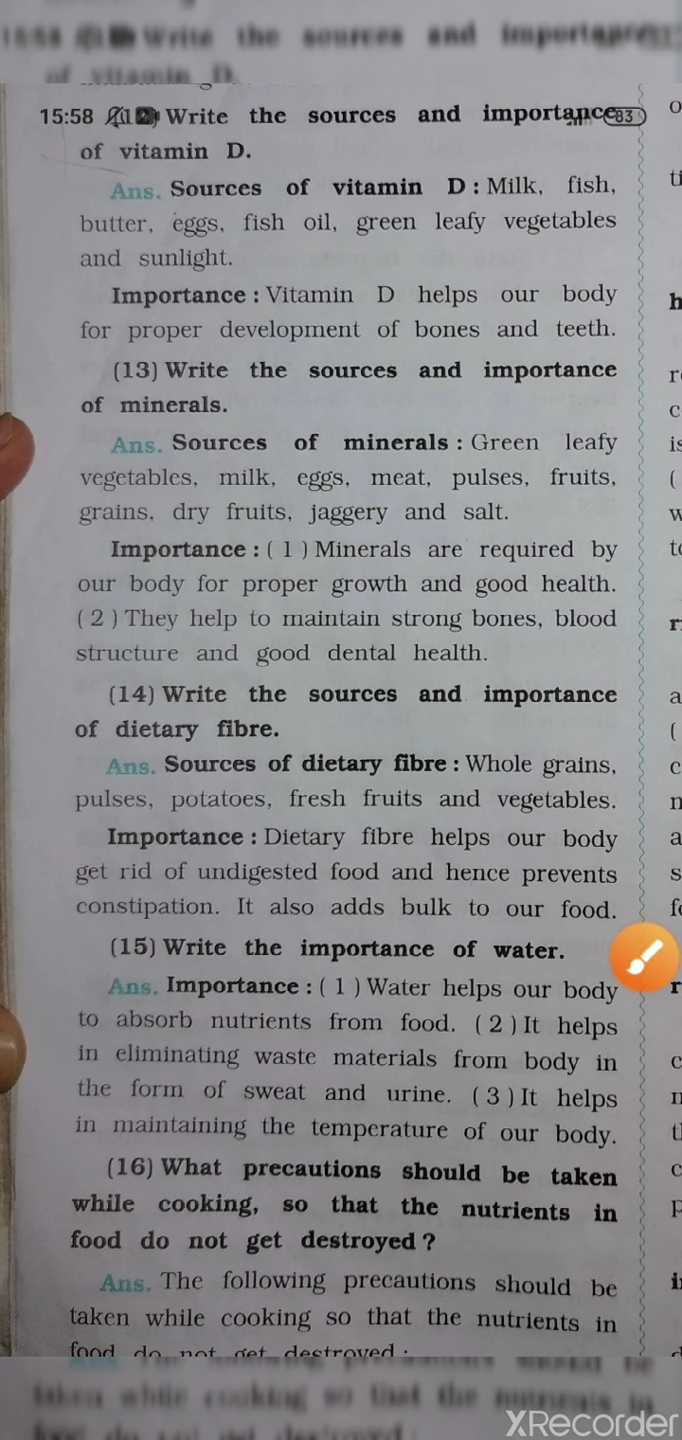 15:58 (12) Write the sources and importance 83
of vitamin D.
Ans. Sources of vitamin D : Milk, fish,
butter, eggs, fish oil, green leafy vegetables
and sunlight.
Importance : Vitamin D helps our body
for proper development of bones and teeth.
(13) Write the sources and importance
of minerals.
Ans. Sources of minerals : Green leafy
vegetables, milk, eggs, meat, pulses, fruits,
grains, dry fruits, jaggery and salt.
Importance : ( 1 ) Minerals are required by
our body for proper growth and good health.
( 2 ) They help to maintain strong bones, blood
structure and good dental health.
(14) Write the sources and importance
of dietary fibre.
Ans. Sources of dietary fibre : Whole grains,
pulses, potatoes, fresh fruits and vegetables.
Importance : Dietary fibre helps our body
get rid of undigested food and hence prevents
constipation. It also adds bulk to our food.
(15) Write the importance of water.
Ans. Importance : ( 1 ) Water helps our body
to absorb nutrients from food. ( 2 ) It helps
in eliminating waste materials from body in
the form of sweat and urine. ( 3 ) It helps
in maintaining the temperature of our body.
(16) What precautions should be taken
while cooking, so that the nutrients in
food do not get destroyed ?
Ans. The following precautions should be
taken while cooking so that the nutrients in
food do not get destroyed :
XRecorder